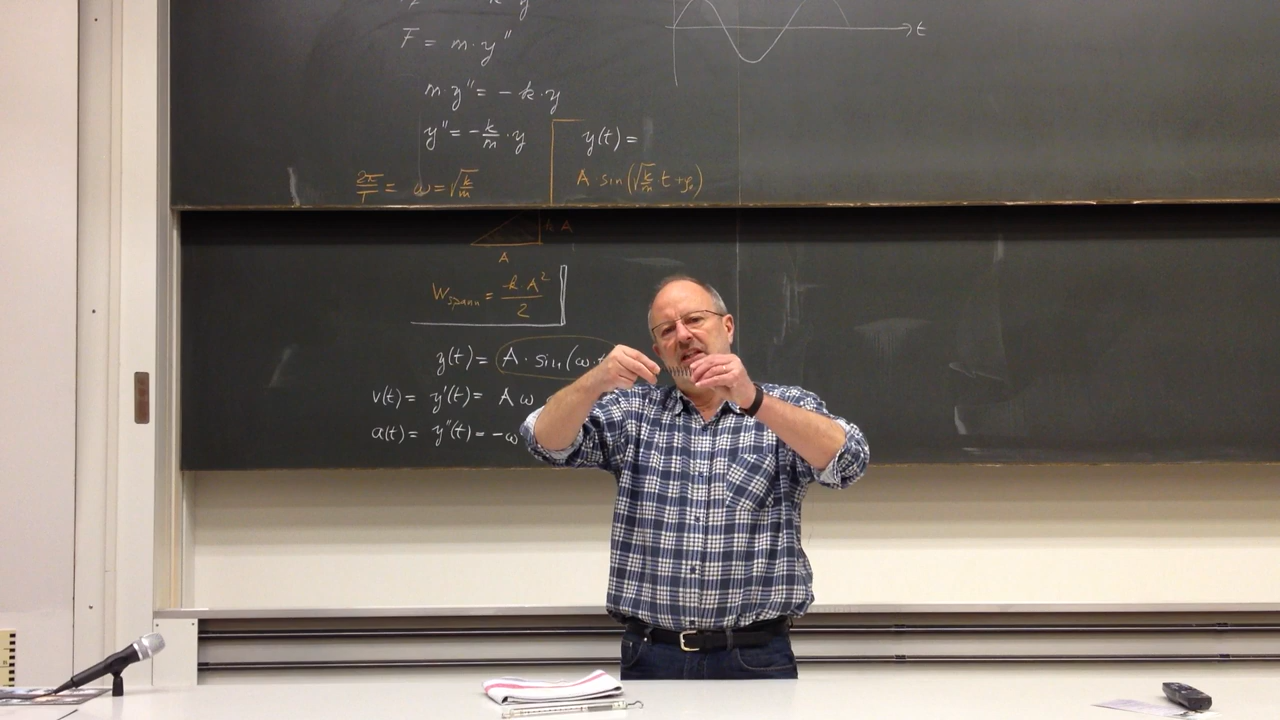 F = m·y''
t
m·y'' = -k·y
y'' = -k/m·y
y(t) =
2π/T = ω = √(k/m)
A·sin(√(k/m) t + φ₀)
k A
A
W_spann = k·A²/2
y(t) = A·sin(ω·t
v(t) = y'(t) = A ω
a(t) = y''(t) = -ω